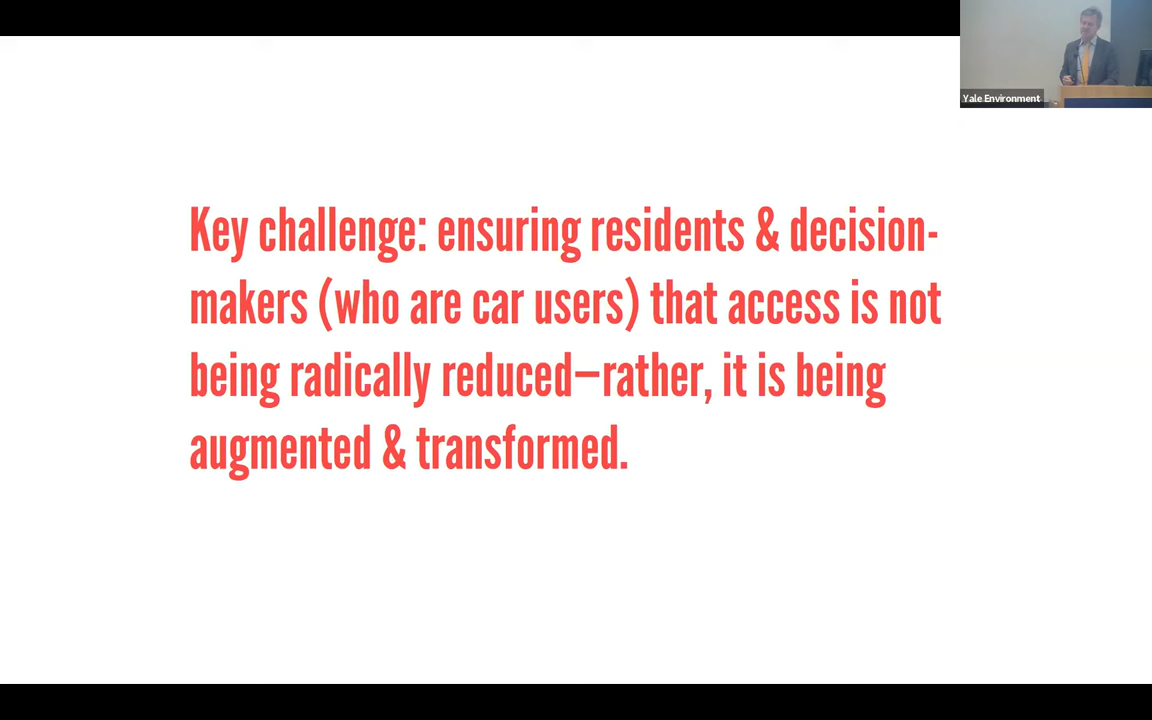 Yale Environment
Key challenge: ensuring residents & decision-
makers (who are car users) that access is not
being radically reduced—rather, it is being
augmented & transformed.